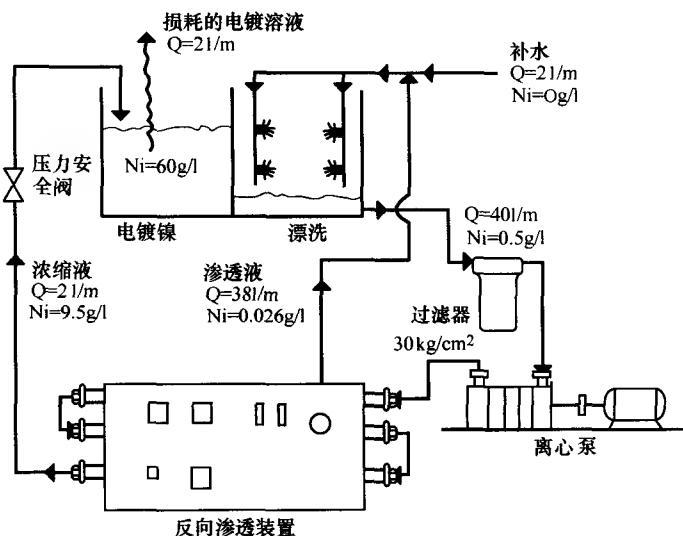 损耗的电镀溶液
Q=2l/m
补水
Q=2l/m
Ni=Og/l
压力安
全阀
Ni=60g/l
电镀镍
漂洗
Q=40l/m
Ni=0.5g/l
浓缩液
Q=2l/m
Ni=9.5g/l
渗透液
Q=38l/m
Ni=0.026g/l
过滤器
30kg/cm²
离心泵
反向渗透装置